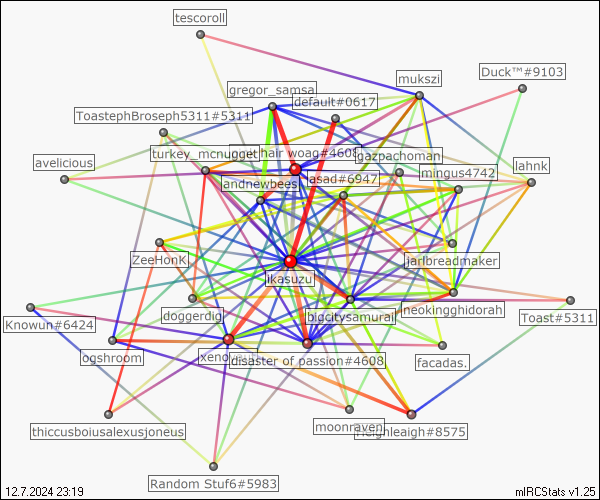 tescoroll
mukszi
Duck™#9103
gregor_samsa
default#0617
ToastephBroseph5311#5311
avelicious
turkey_mcnugget
hair woag#4608
gazpachoman
lahnk
andnewbees
asad#6947
mingus4742
ZeeHonK
jarlbreadmaker
ikasuzu
doggerdig
bigcitysamurai
neokingghidorah
Knowun#6424
Toast#5311
ogshroom
xeno
disaster of passion#4608
facadas.
thiccusboiusalexusjoneus
moonraven
#8575
Random Stuf6#5983
12.7.2024 23:19
mIRCStats v1.25